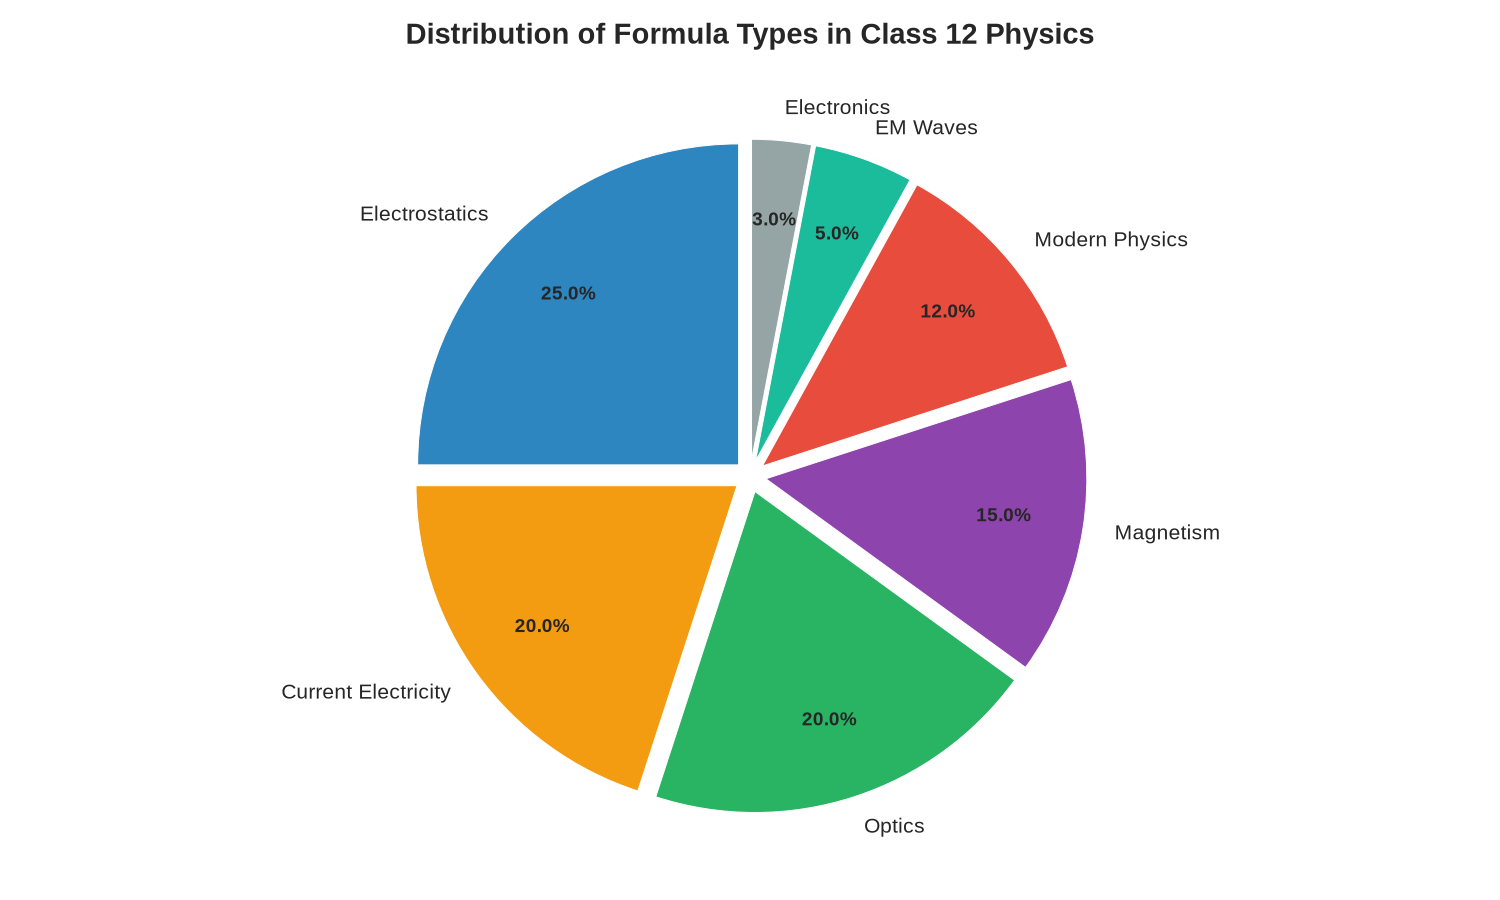 Distribution of Formula Types in Class 12 Physics
Electronics
EM Waves
Electrostatics
3.0%
5.0%
Modern Physics
25.0%
12.0%
15.0%
Magnetism
20.0%
Current Electricity
20.0%
Optics